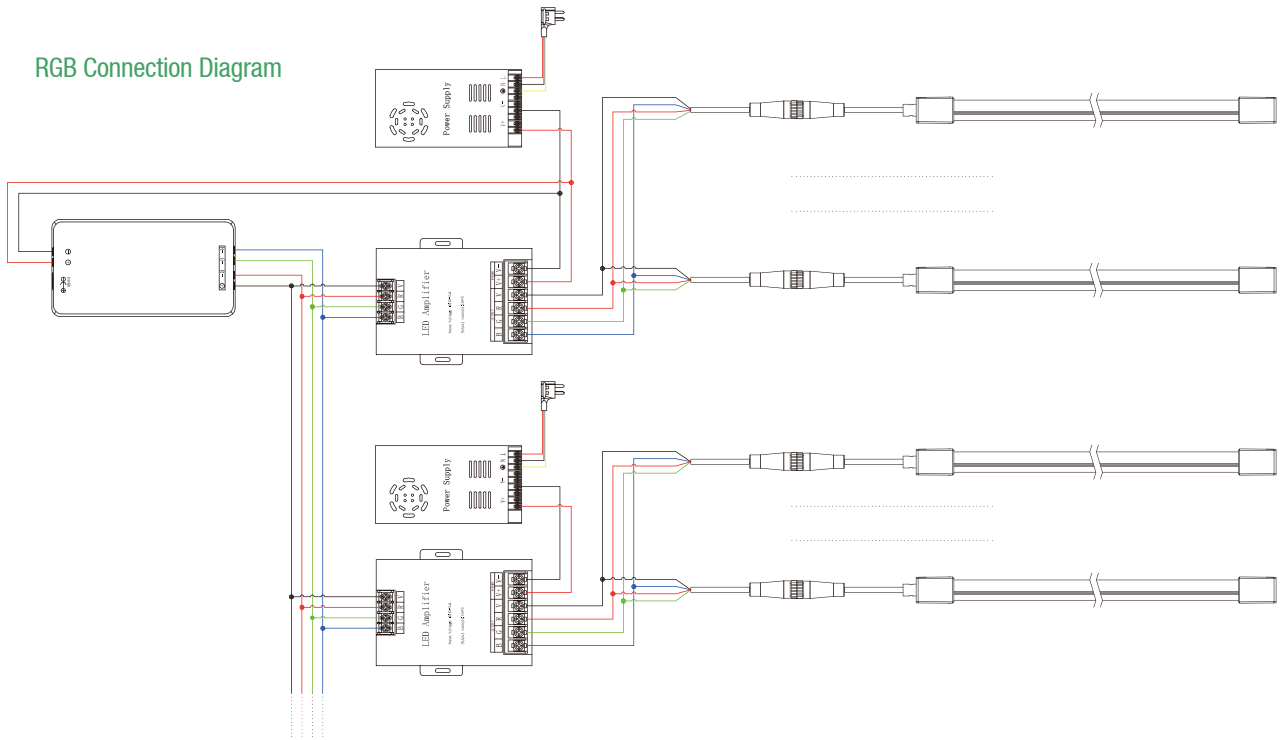 RGB Connection Diagram
Power Supply
L
N
V-
V+
LED Amplifier
V
R
G
B
V-
V+
V
R
G
B
Power Supply
L
N
V-
V+
LED Amplifier
V
R
G
B
V-
V+
V
R
G
B